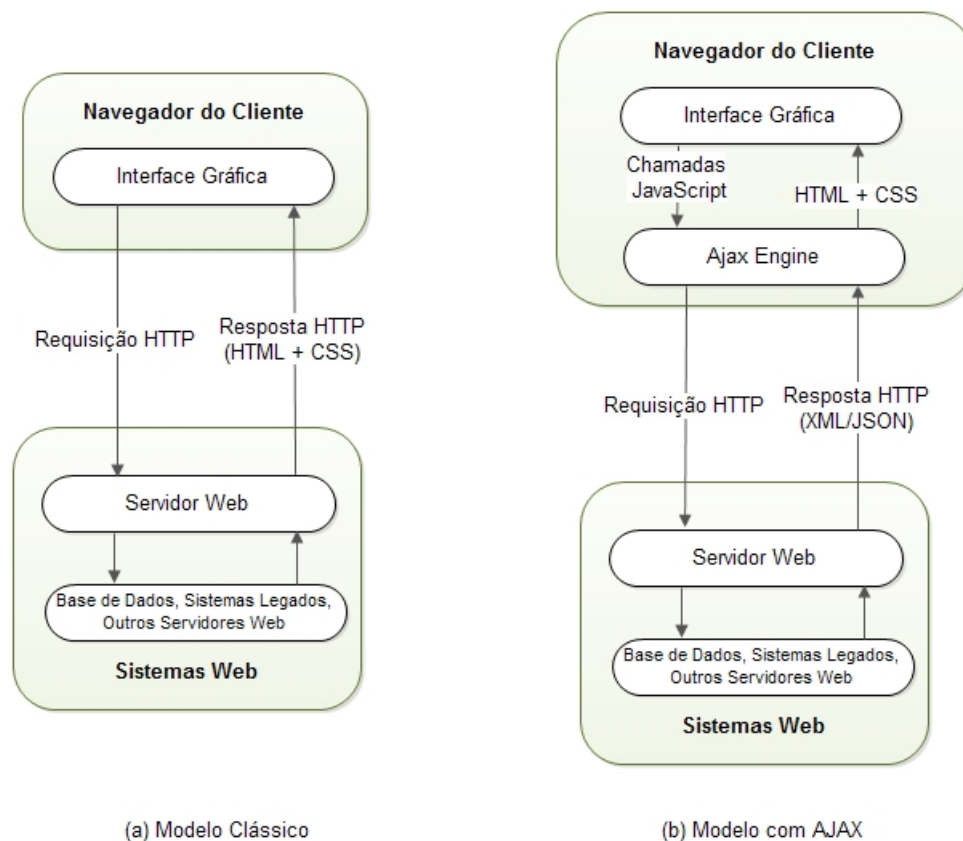 Navegador do Cliente
Interface Gráfica
Requisição HTTP
Resposta HTTP
(HTML + CSS)
Servidor Web
Base de Dados, Sistemas Legados,
Outros Servidores Web
Sistemas Web
(a) Modelo Clássico
Navegador do Cliente
Interface Gráfica
Chamadas
JavaScript
HTML + CSS
Ajax Engine
Requisição HTTP
Resposta HTTP
(XML/JSON)
Servidor Web
Base de Dados, Sistemas Legados,
Outros Servidores Web
Sistemas Web
(b) Modelo com AJAX